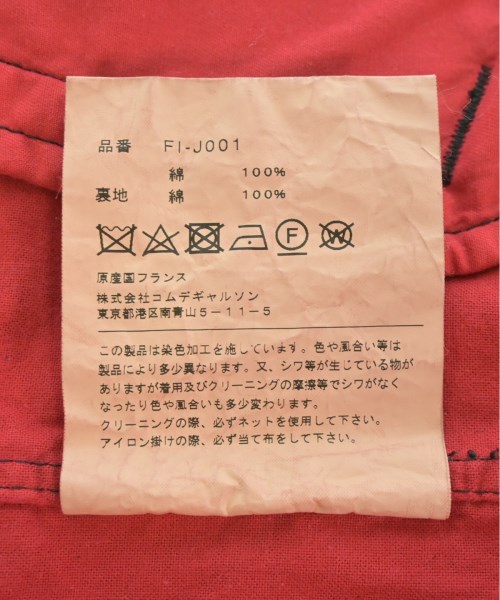 品番 FI-J001
綿 100%
裏地 綿 100%
F W
原産国フランス
株式会社コムデギャルソン
東京都港区南青山5-11-5
この製品は染色加工を施しています。色や風合い等は
製品により多少異なります。又、シワ等が生じている物が
ありますが着用及びクリーニングの摩擦等でシワがなく
なったり色や風合いも多少変わります。
クリーニングの際、必ずネットを使用して下さい。
アイロン掛けの際、必ず当て布をして下さい。